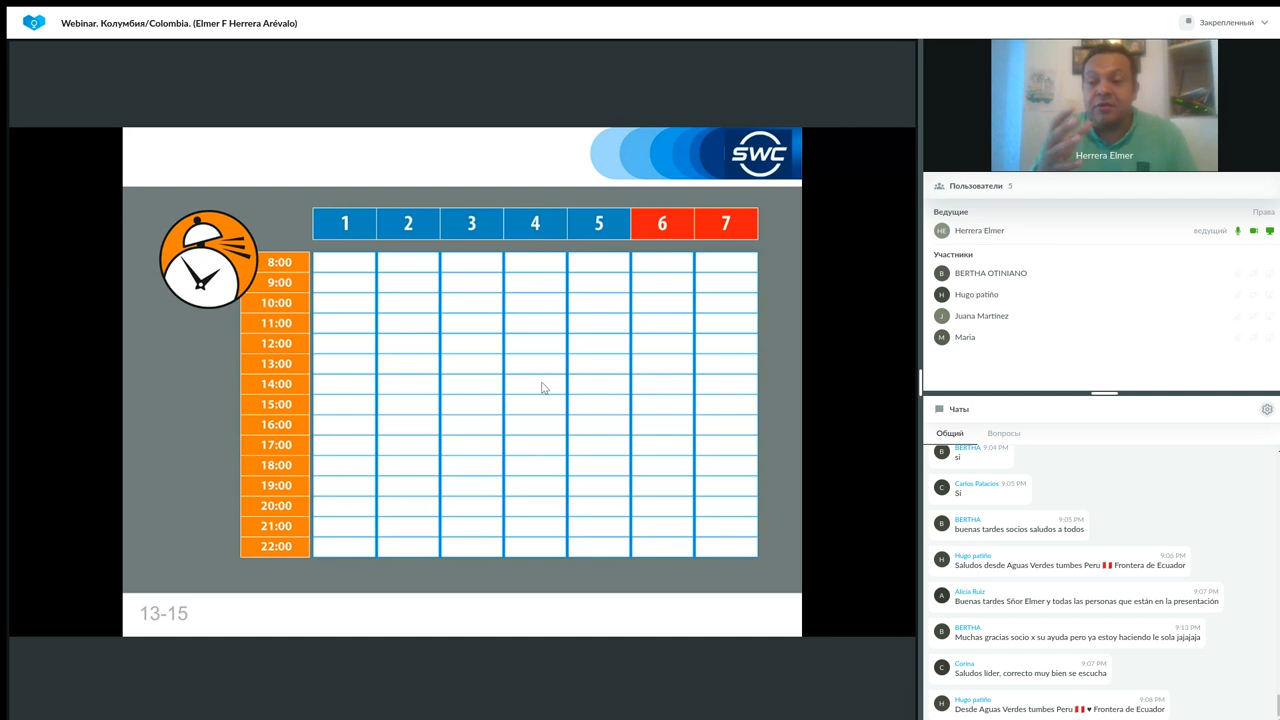 Webinar. Колумбия/Colombia. (Elmer F Herrera Arévalo)
Закрепленный
SWC
1 2 3 4 5 6 7
8:00
9:00
10:00
11:00
12:00
13:00
14:00
15:00
16:00
17:00
18:00
19:00
20:00
21:00
22:00
13-15
Herrera Elmer
Пользователи 5
Ведущие Права
HE Herrera Elmer ведущий
Участники
B BERTHA OTINIANO
H Hugo patiño
J Juana Martínez
M Maria
Чаты
Общий Вопросы
B BERTHA 9:04 PM
si
C Carlos Palacios 9:05 PM
Si
B BERTHA 9:05 PM
buenas tardes socios saludos a todos
H Hugo patiño 9:06 PM
Saludos desde Aguas Verdes tumbes Peru 🇵🇪 Frontera de Ecuador
A Alicia Ruiz 9:07 PM
Buenas tardes Sñor Elmer y todas las personas que están en la presentación
B BERTHA 9:13 PM
Muchas gracias socio x su ayuda pero ya estoy haciendo le sola jajajaja
C Corina 9:07 PM
Saludos líder, correcto muy bien se escucha
H Hugo patiño 9:08 PM
Desde Aguas Verdes tumbes Peru 🇵🇪 ♥ Frontera de Ecuador